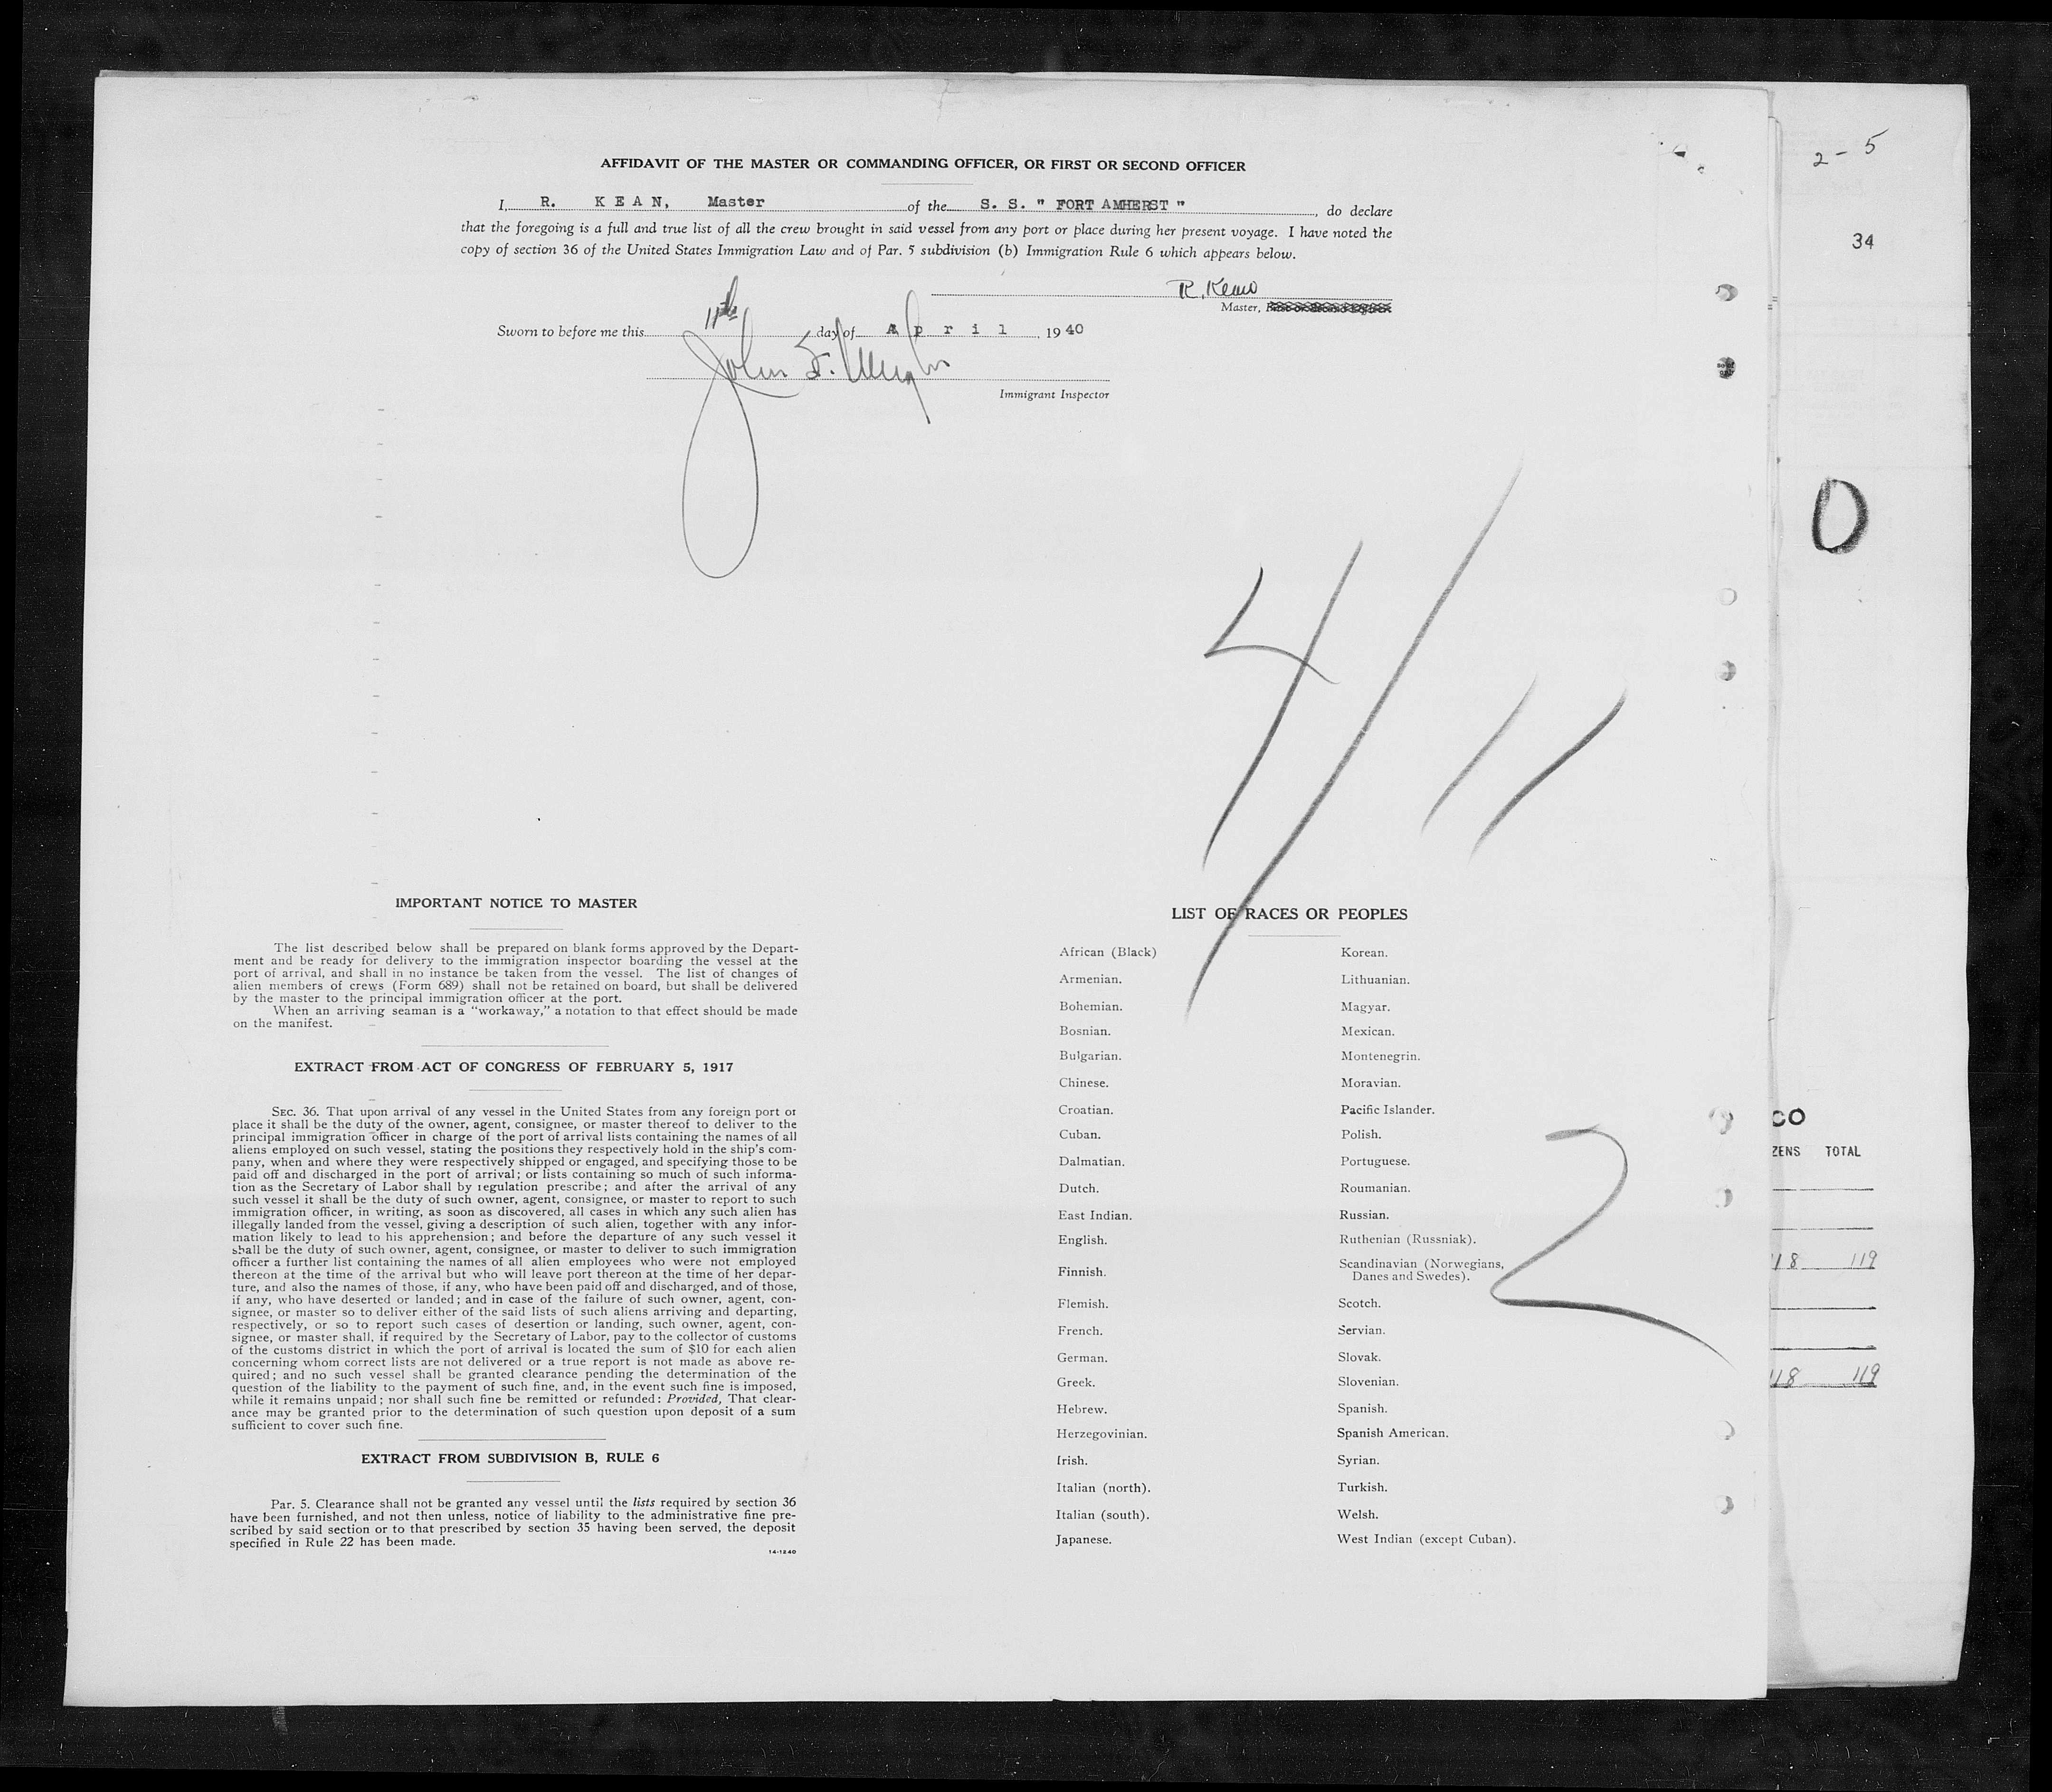 AFFIDAVIT OF THE MASTER OR COMMANDING OFFICER, OR FIRST OR SECOND OFFICER
I, R. KEAN, Master of the S. S. " FORT AMHERST ", do declare
that the foregoing is a full and true list of all the crew brought in said vessel from any port or place during her present voyage. I have noted the
copy of section 36 of the United States Immigration Law and of Par. 5 subdivision (b) Immigration Rule 6 which appears below.
R. Kean
Master,
Sworn to before me this 11th day of April, 1940
John F.
Immigrant Inspector
4/11
2
IMPORTANT NOTICE TO MASTER
The list described below shall be prepared on blank forms approved by the Depart-
ment and be ready for delivery to the immigration inspector boarding the vessel at the
port of arrival, and shall in no instance be taken from the vessel. The list of changes of
alien members of crews (Form 689) shall not be retained on board, but shall be delivered
by the master to the principal immigration officer at the port.
When an arriving seaman is a "workaway," a notation to that effect should be made
on the manifest.
EXTRACT FROM ACT OF CONGRESS OF FEBRUARY 5, 1917
SEC. 36. That upon arrival of any vessel in the United States from any foreign port or
place it shall be the duty of the owner, agent, consignee, or master thereof to deliver to the
principal immigration officer in charge of the port of arrival lists containing the names of all
aliens employed on such vessel, stating the positions they respectively hold in the ship's com-
pany, when and where they were respectively shipped or engaged, and specifying those to be
paid off and discharged in the port of arrival; or lists containing so much of such informa-
tion as the Secretary of Labor shall by regulation prescribe; and after the arrival of any
such vessel it shall be the duty of such owner, agent, consignee, or master to report to such
immigration officer, in writing, as soon as discovered, all cases in which any such alien has
illegally landed from the vessel, giving a description of such alien, together with any infor-
mation likely to lead to his apprehension; and before the departure of any such vessel it
shall be the duty of such owner, agent, consignee, or master to deliver to such immigration
officer a further list containing the names of all alien employees who were not employed
thereon at the time of the arrival but who will leave port thereon at the time of her depar-
ture, and also the names of those, if any, who have been paid off and discharged, and of those,
if any, who have deserted or landed; and in case of the failure of such owner, agent, con-
signee, or master so to deliver either of the said lists of such aliens arriving and departing,
respectively, or so to report such cases of desertion or landing, such owner, agent, con-
signee, or master shall, if required by the Secretary of Labor, pay to the collector of customs
of the customs district in which the port of arrival is located the sum of $10 for each alien
concerning whom correct lists are not delivered or a true report is not made as above re-
quired; and no such vessel shall be granted clearance pending the determination of the
question of the liability to the payment of such fine, and, in the event such fine is imposed,
while it remains unpaid; nor shall such fine be remitted or refunded: Provided, That clear-
ance may be granted prior to the determination of such question upon deposit of a sum
sufficient to cover such fine.
EXTRACT FROM SUBDIVISION B, RULE 6
Par. 5. Clearance shall not be granted any vessel until the lists required by section 36
have been furnished, and not then unless, notice of liability to the administrative fine pre-
scribed by said section or to that prescribed by section 35 having been served, the deposit
specified in Rule 22 has been made.
14-1240
LIST OF RACES OR PEOPLES
African (Black)
Armenian.
Bohemian.
Bosnian.
Bulgarian.
Chinese.
Croatian.
Cuban.
Dalmatian.
Dutch.
East Indian.
English.
Finnish.
Flemish.
French.
German.
Greek.
Hebrew.
Herzegovinian.
Irish.
Italian (north).
Italian (south).
Japanese.
Korean.
Lithuanian.
Magyar.
Mexican.
Montenegrin.
Moravian.
Pacific Islander.
Polish.
Portuguese.
Roumanian.
Russian.
Ruthenian (Russniak).
Scandinavian (Norwegians,
Danes and Swedes).
Scotch.
Servian.
Slovak.
Slovenian.
Spanish.
Spanish American.
Syrian.
Turkish.
Welsh.
West Indian (except Cuban).
2 - 5
34
0
CO
ZENS TOTAL
118 119
118 119